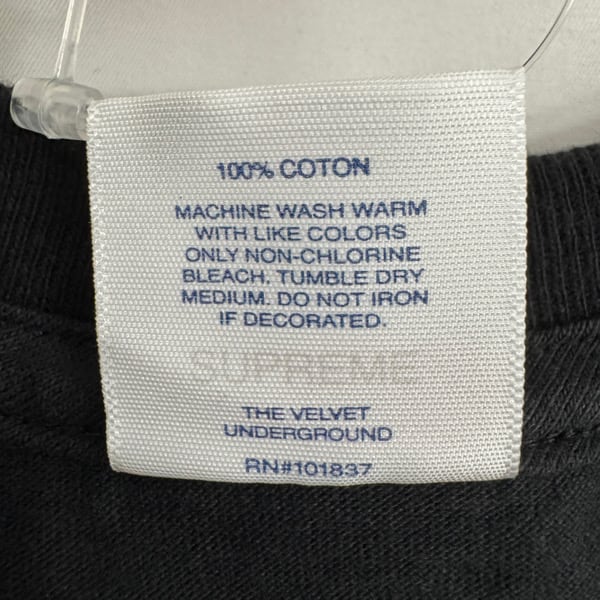 100% COTON
MACHINE WASH WARM
WITH LIKE COLORS
ONLY NON-CHLORINE
BLEACH. TUMBLE DRY
MEDIUM. DO NOT IRON
IF DECORATED.
SUPREME
THE VELVET
UNDERGROUND
RN#101837